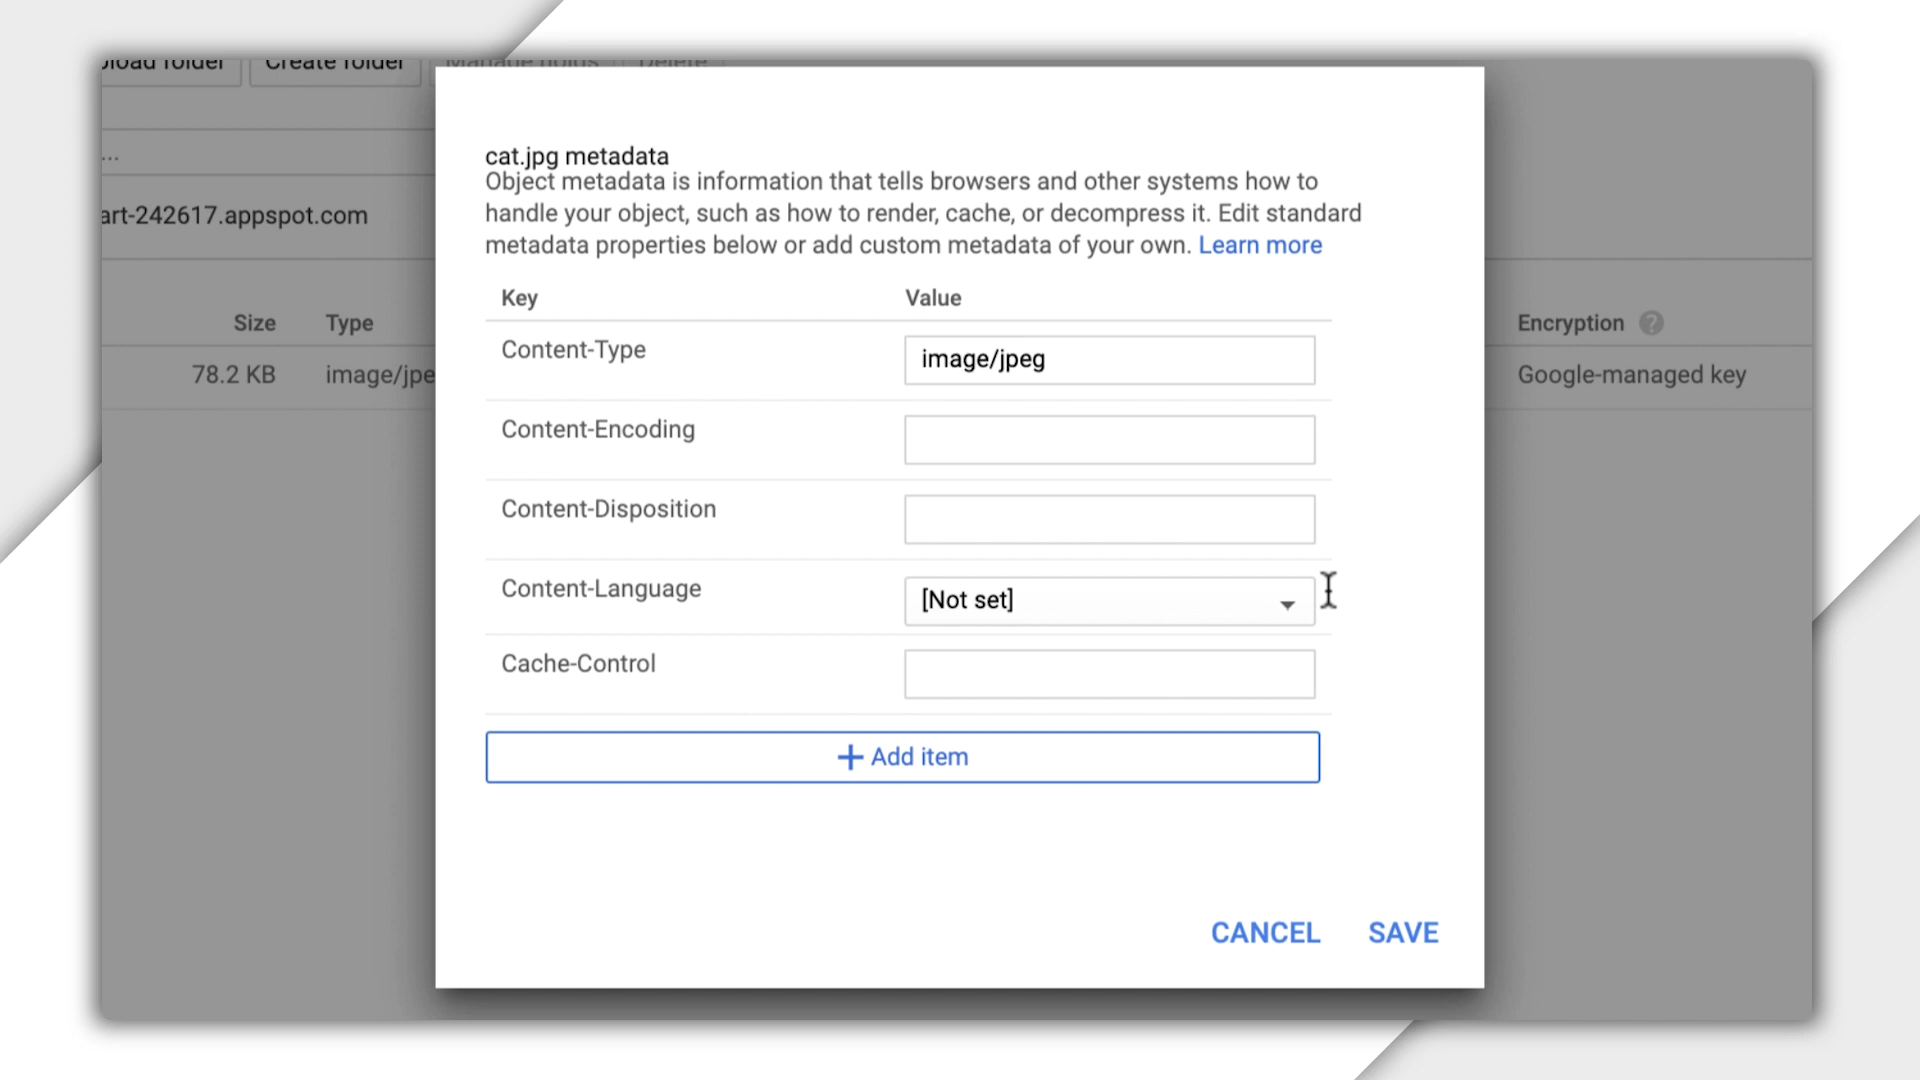 Create folder
Manage holds
Delete
...
art-242617.appspot.com
Size
Type
Encryption ?
78.2 KB
image/jpe
Google-managed key
cat.jpg metadata
Object metadata is information that tells browsers and other systems how to
handle your object, such as how to render, cache, or decompress it. Edit standard
metadata properties below or add custom metadata of your own. Learn more
Key
Value
Content-Type
image/jpeg
Content-Encoding
Content-Disposition
Content-Language
[Not set]
Cache-Control
+ Add item
CANCEL
SAVE